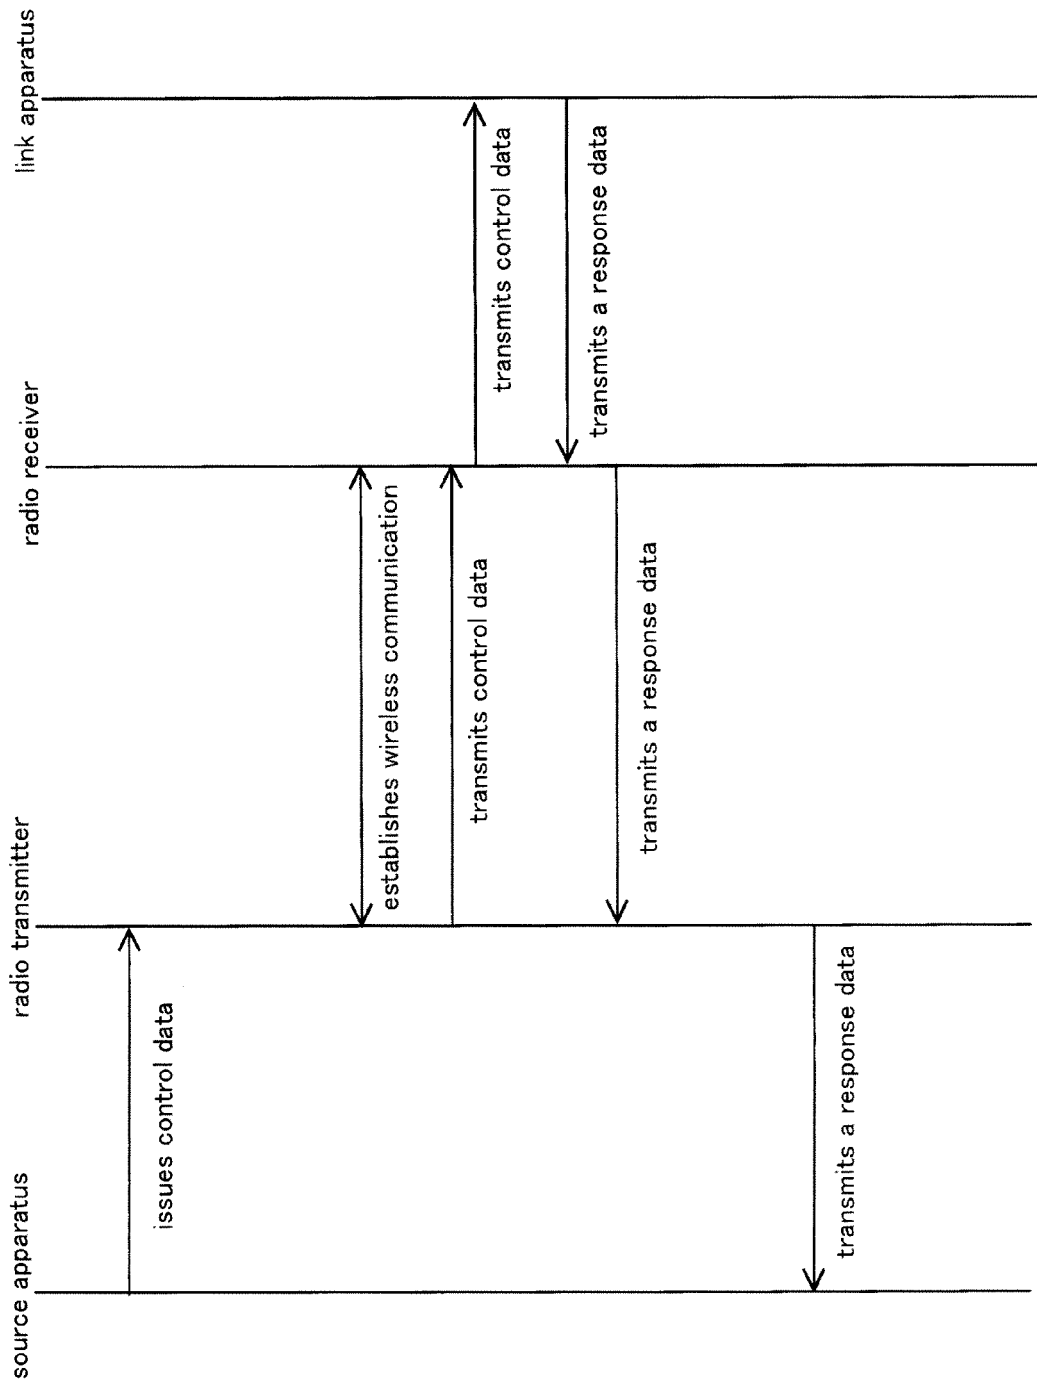 source apparatus
radio transmitter
radio receiver
link apparatus
issues control data
establishes wireless communication
transmits control data
transmits control data
transmits a response data
transmits a response data
transmits a response data